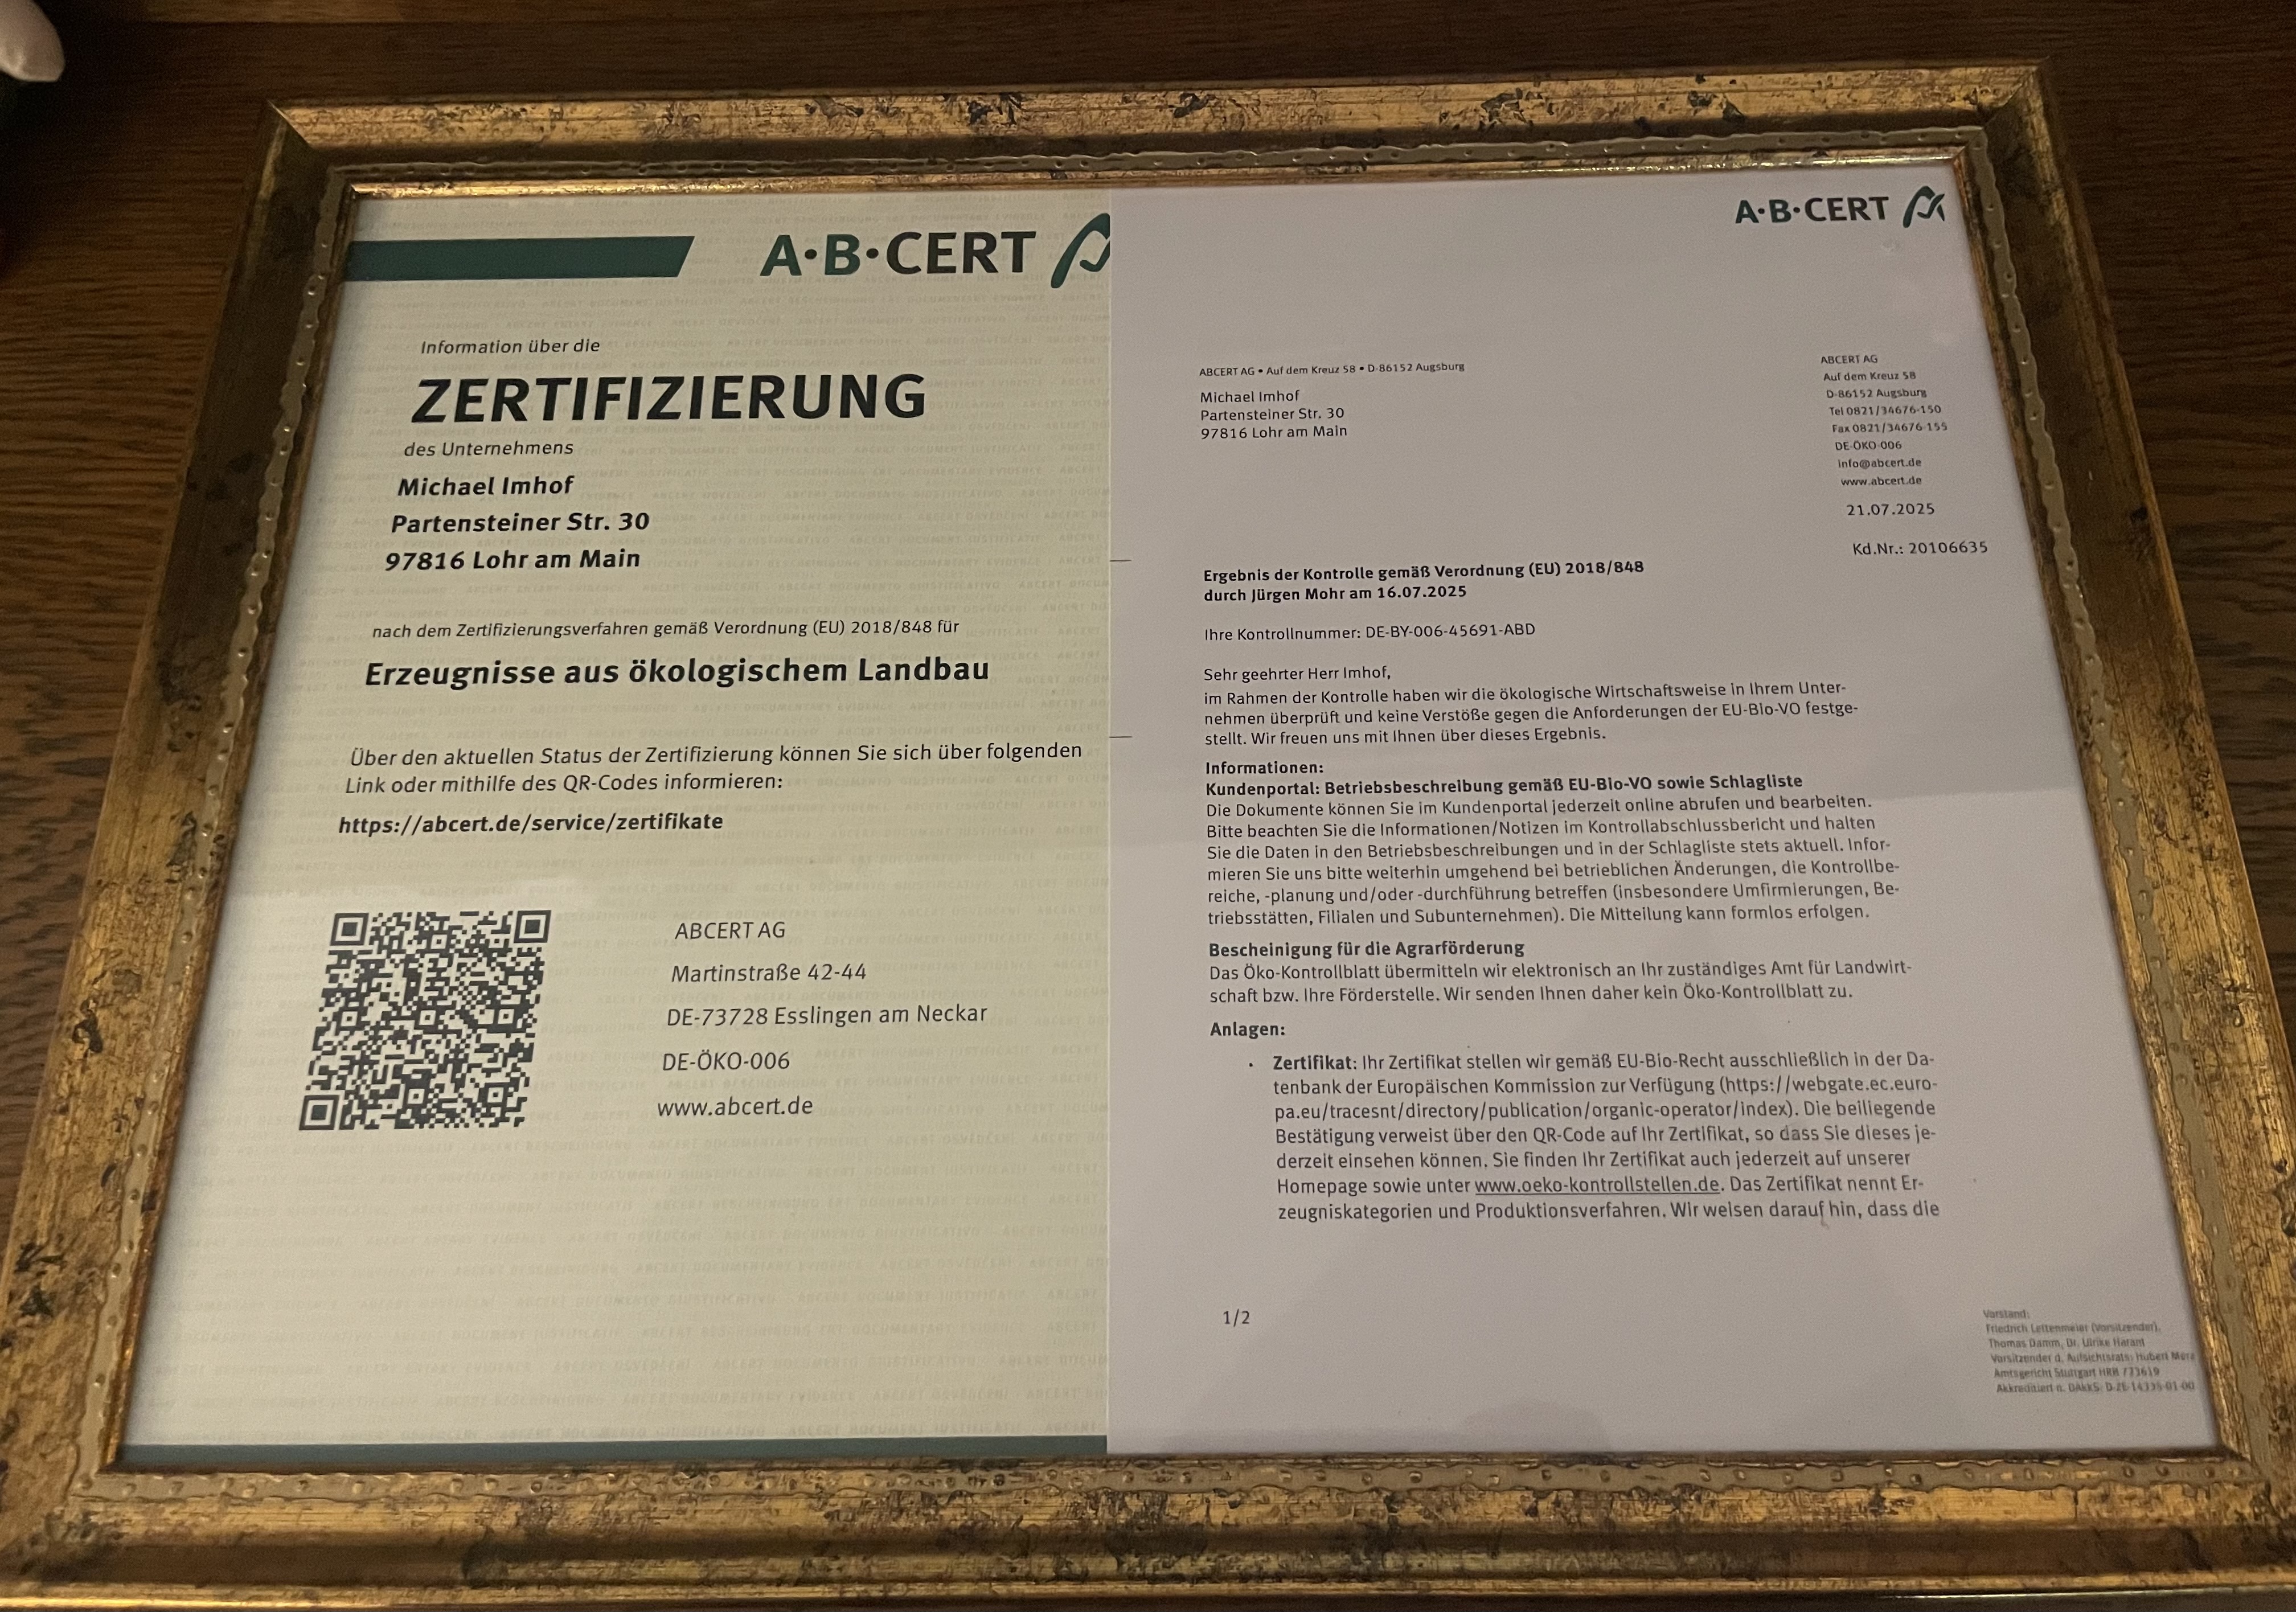 A·B·CERT
Information über die
ZERTIFIZIERUNG
des Unternehmens
Michael Imhof
Partensteiner Str. 30
97816 Lohr am Main
nach dem Zertifizierungsverfahren gemäß Verordnung (EU) 2018/848 für
Erzeugnisse aus ökologischem Landbau
Über den aktuellen Status der Zertifizierung können Sie sich über folgenden
Link oder mithilfe des QR-Codes informieren:
https://abcert.de/service/zertifikate
ABCERT AG
Martinstraße 42-44
DE-73728 Esslingen am Neckar
DE-ÖKO-006
www.abcert.de
A·B·CERT
ABCERT AG • Auf dem Kreuz 58 • D-86152 Augsburg
Michael Imhof
Partensteiner Str. 30
97816 Lohr am Main
ABCERT AG
Auf dem Kreuz 58
D-86152 Augsburg
Tel 0821/34676-150
Fax 0821/34676-155
DE-ÖKO-006
info@abcert.de
www.abcert.de
21.07.2025
Kd.Nr.: 20106635
Ergebnis der Kontrolle gemäß Verordnung (EU) 2018/848
durch Jürgen Mohr am 16.07.2025
Ihre Kontrollnummer: DE-BY-006-45691-ABD
Sehr geehrter Herr Imhof,
im Rahmen der Kontrolle haben wir die ökologische Wirtschaftsweise in Ihrem Unter-
nehmen überprüft und keine Verstöße gegen die Anforderungen der EU-Bio-VO festge-
stellt. Wir freuen uns mit Ihnen über dieses Ergebnis.
Informationen:
Kundenportal: Betriebsbeschreibung gemäß EU-Bio-VO sowie Schlagliste
Die Dokumente können Sie im Kundenportal jederzeit online abrufen und bearbeiten.
Bitte beachten Sie die Informationen/Notizen im Kontrollabschlussbericht und halten
Sie die Daten in den Betriebsbeschreibungen und in der Schlagliste stets aktuell. Infor-
mieren Sie uns bitte weiterhin umgehend bei betrieblichen Änderungen, die Kontrollbe-
reiche, -planung und/oder -durchführung betreffen (insbesondere Umfirmierungen, Be-
triebsstätten, Filialen und Subunternehmen). Die Mitteilung kann formlos erfolgen.
Bescheinigung für die Agrarförderung
Das Öko-Kontrollblatt übermitteln wir elektronisch an Ihr zuständiges Amt für Landwirt-
schaft bzw. Ihre Förderstelle. Wir senden Ihnen daher kein Öko-Kontrollblatt zu.
Anlagen:
· Zertifikat: Ihr Zertifikat stellen wir gemäß EU-Bio-Recht ausschließlich in der Da-
tenbank der Europäischen Kommission zur Verfügung (https://webgate.ec.euro-
pa.eu/tracesnt/directory/publication/organic-operator/index). Die beiliegende
Bestätigung verweist über den QR-Code auf Ihr Zertifikat, so dass Sie dieses je-
derzeit einsehen können. Sie finden Ihr Zertifikat auch jederzeit auf unserer
Homepage sowie unter www.oeko-kontrollstellen.de. Das Zertifikat nennt Er-
zeugniskategorien und Produktionsverfahren. Wir weisen darauf hin, dass die
1/2
Vorstand:
Friedrich Lettenmeier (Vorsitzender),
Thomas Damm, Dr. Ulrike Harant
Vorsitzender d. Aufsichtsrats: Hubert
Amtsgericht Stuttgart HRB
Akkreditiert n. DAkkS: D-ZE-14335-01-00